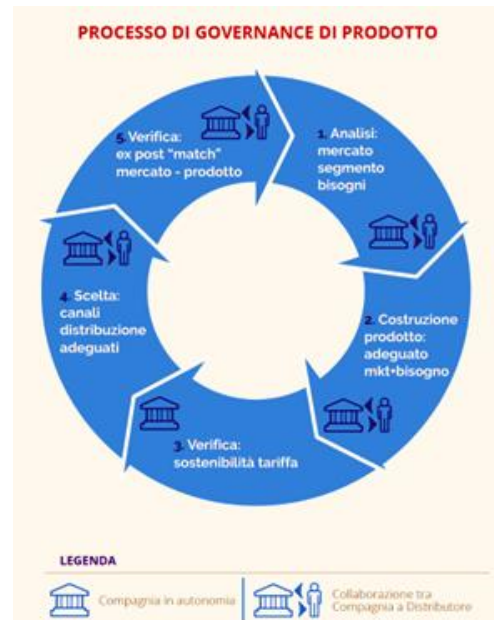 PROCESSO DI GOVERNANCE DI PRODOTTO
1. Analisi:
mercato
segmento
bisogni
2. Costruzione
prodotto:
adeguato
mkt+bisogno
3. Verifica:
sostenibilità tariffa
4. Scelta:
canali
distribuzione
adeguati
5. Verifica:
ex post "match"
mercato - prodotto
LEGENDA
Compagnia in autonomia
Collaborazione tra
Compagnia a Distributore